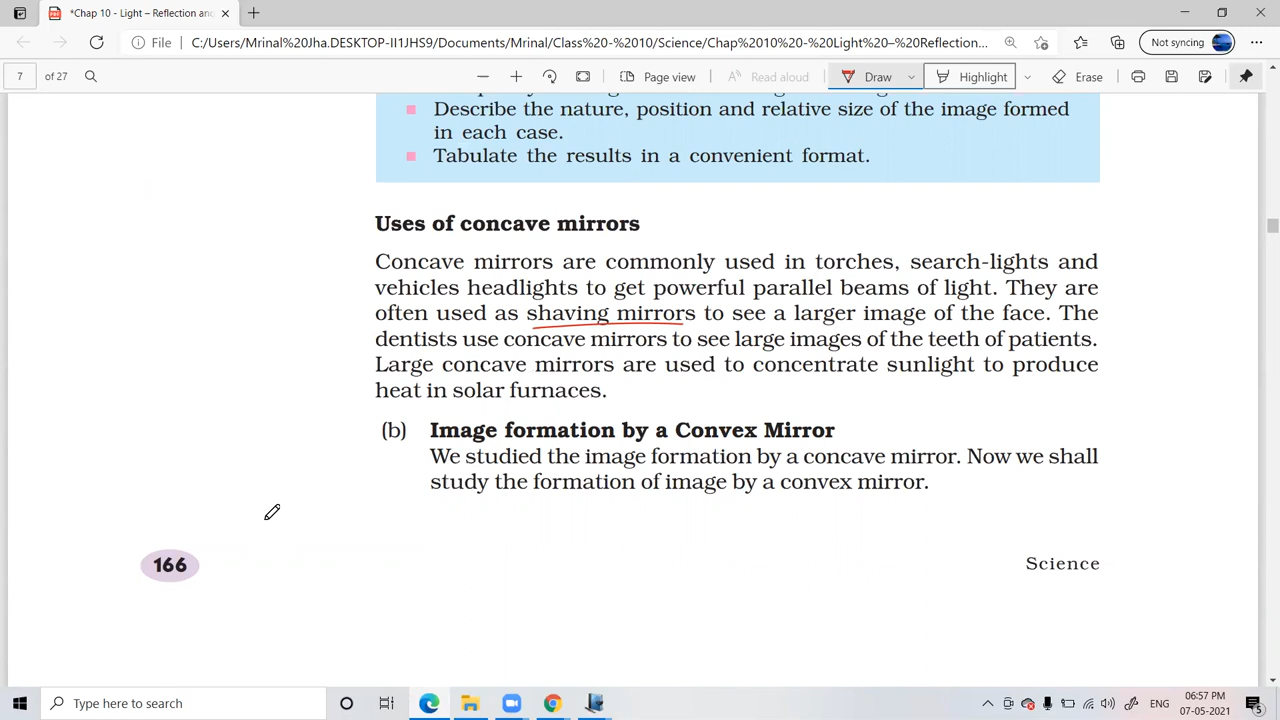 *Chap 10 - Light – Reflection an
File C:/Users/Mrinal%20Jha.DESKTOP-II1JHS9/Documents/Mrinal/Class%20-%2010/Science/Chap%2010%20-%20Light%20–%20Reflection... Not syncing
7 of 27 Page view Read aloud Draw Highlight Erase
Describe the nature, position and relative size of the image formed
in each case.
Tabulate the results in a convenient format.
Uses of concave mirrors
Concave mirrors are commonly used in torches, search-lights and
vehicles headlights to get powerful parallel beams of light. They are
often used as shaving mirrors to see a larger image of the face. The
dentists use concave mirrors to see large images of the teeth of patients.
Large concave mirrors are used to concentrate sunlight to produce
heat in solar furnaces.
(b) Image formation by a Convex Mirror
We studied the image formation by a concave mirror. Now we shall
study the formation of image by a convex mirror.
166 Science
Type here to search ENG 06:57 PM
07-05-2021 5